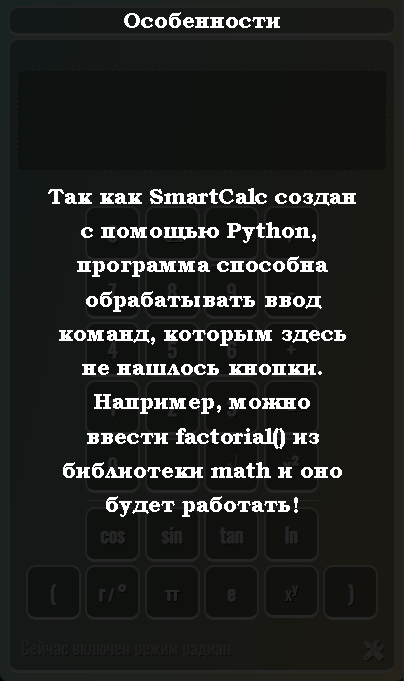 Особенности
Так как SmartCalc создан
с помощью Python,
программа способна
обрабатывать ввод
команд, которым здесь
не нашлось кнопки.
Например, можно
ввести factorial() из
библиотеки math и оно
будет работать!
cos sin tan ln
( r/° π e xʸ )
Сейчас включен режим радиан